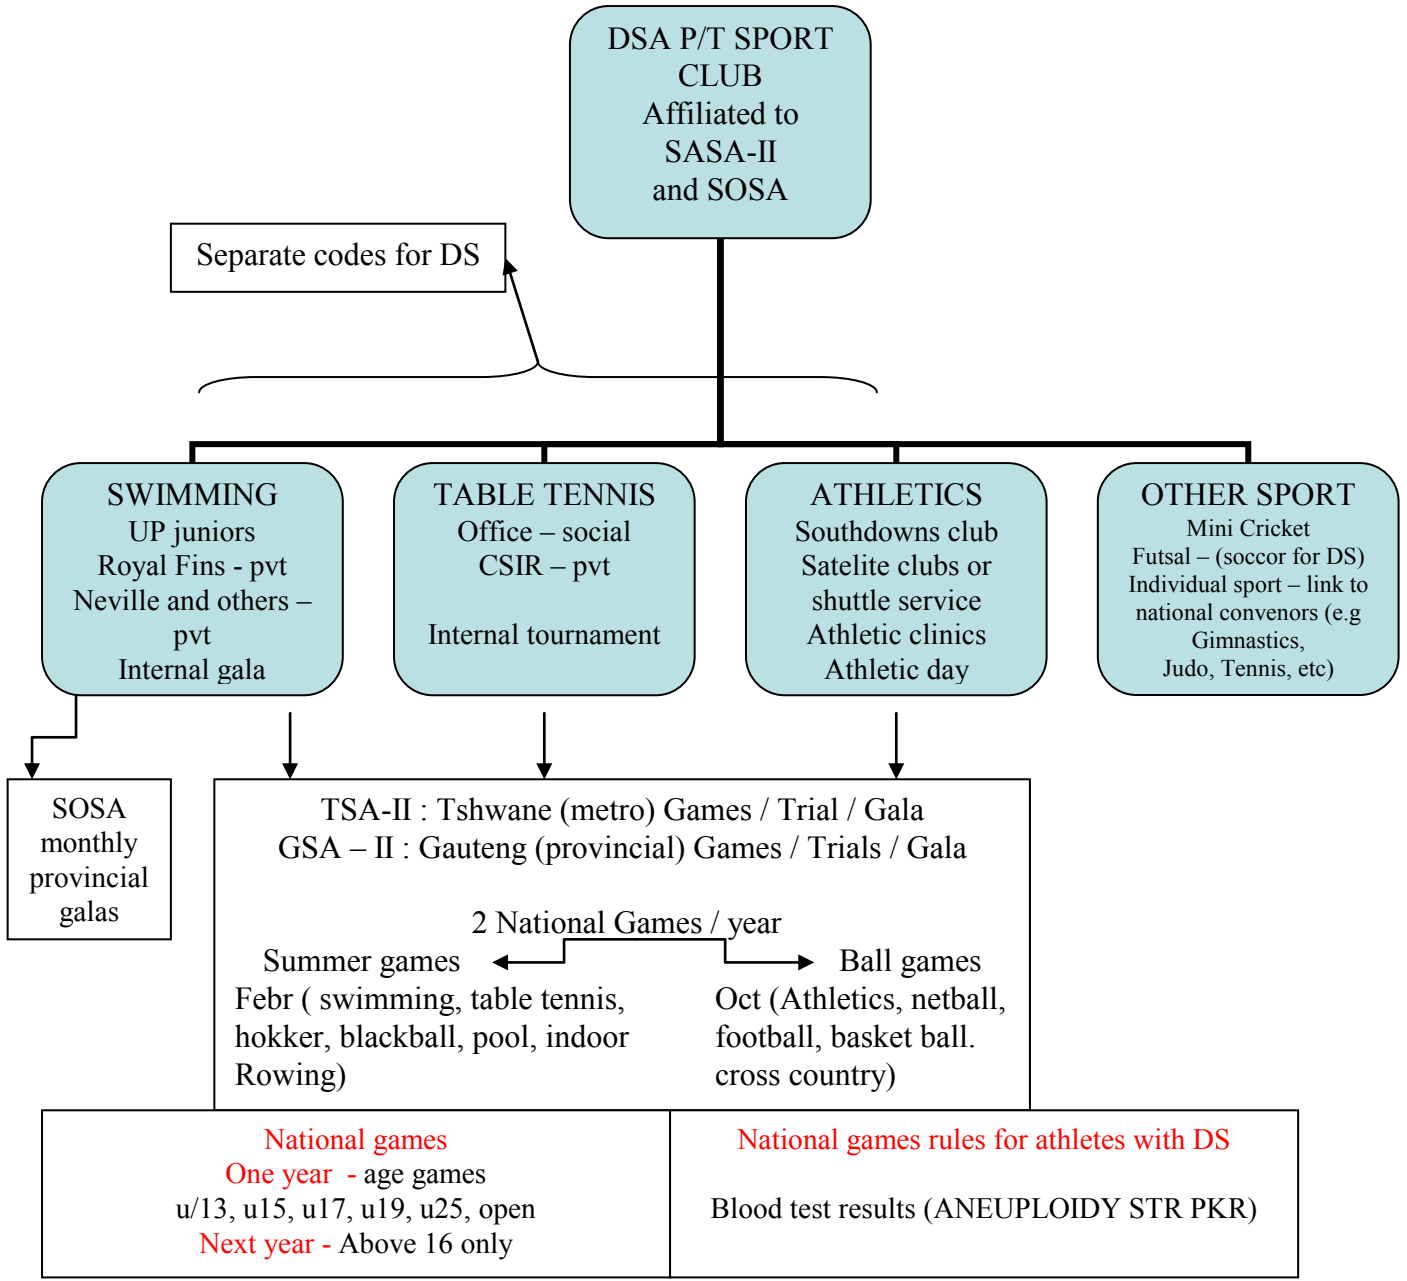 DSA P/T SPORT
CLUB
Affiliated to
SASA-II
and SOSA
Separate codes for DS
SWIMMING
UP juniors
Royal Fins - pvt
Neville and others –
pvt
Internal gala
TABLE TENNIS
Office – social
CSIR – pvt
Internal tournament
ATHLETICS
Southdowns club
Satelite clubs or
shuttle service
Athletic clinics
Athletic day
OTHER SPORT
Mini Cricket
Futsal – (soccor for DS)
Individual sport – link to
national convenors (e.g
Gimnastics,
Judo, Tennis, etc)
SOSA
monthly
provincial
galas
TSA-II : Tshwane (metro) Games / Trial / Gala
GSA – II : Gauteng (provincial) Games / Trials / Gala
2 National Games / year
Summer games
Febr ( swimming, table tennis,
hokker, blackball, pool, indoor
Rowing)
Ball games
Oct (Athletics, netball,
football, basket ball.
cross country)
National games
One year - age games
u/13, u15, u17, u19, u25, open
Next year - Above 16 only
National games rules for athletes with DS
Blood test results (ANEUPLOIDY STR PKR)